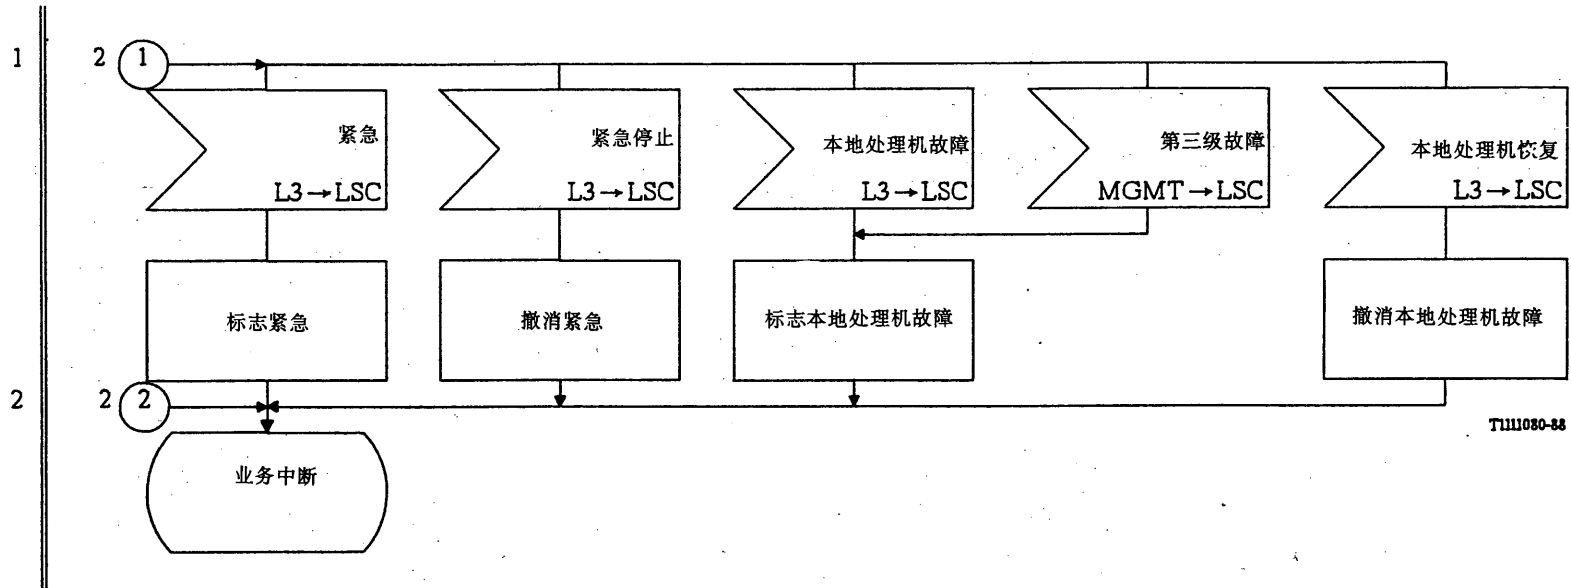 1 2 1
紧急
L3→LSC
紧急停止
L3→LSC
本地处理机故障
L3→LSC
第三级故障
MGMT→LSC
本地处理机恢复
L3→LSC
标志紧急
撤消紧急
标志本地处理机故障
撤消本地处理机故障
2 2 2
T1111080-88
业务中断